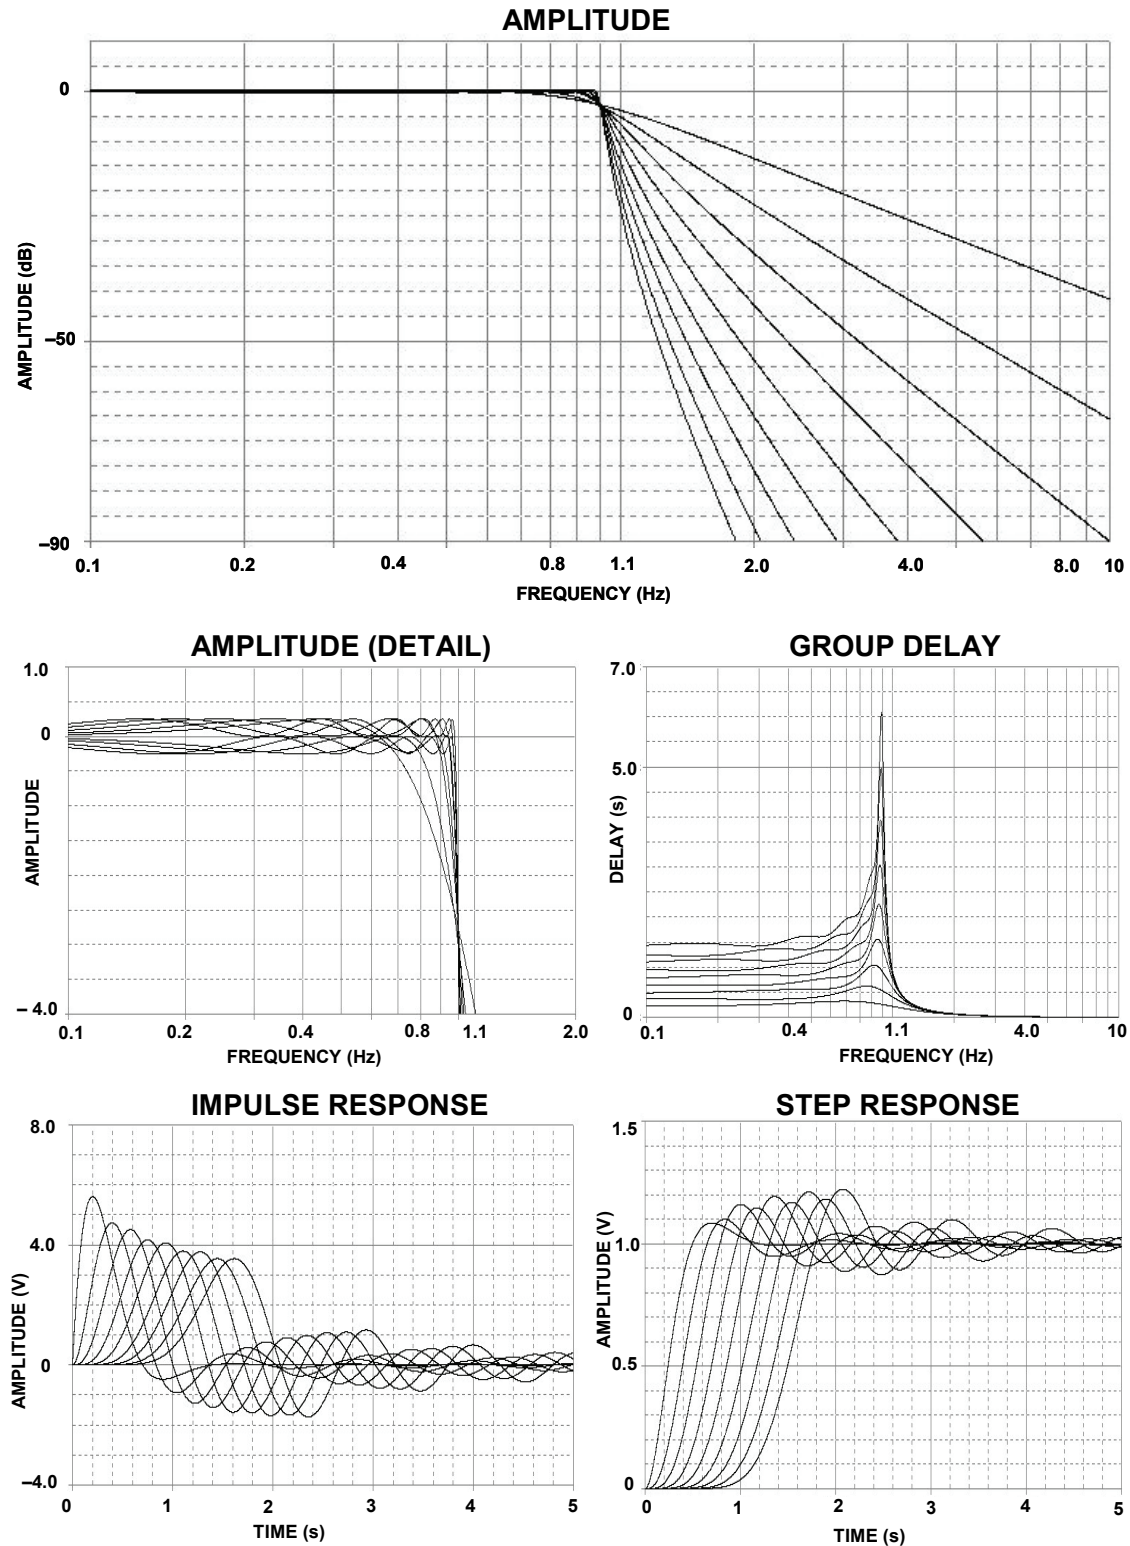 AMPLITUDE
0
–50
–90
AMPLITUDE (dB)
0.1 0.2 0.4 0.8 1.1 2.0 4.0 8.0 10
FREQUENCY (Hz)
AMPLITUDE (DETAIL)
1.0
0
– 4.0
AMPLITUDE
0.1 0.2 0.4 0.8 1.1 2.0
FREQUENCY (Hz)
GROUP DELAY
7.0
5.0
0
DELAY (s)
0.1 0.4 1.1 4.0 10
FREQUENCY (Hz)
IMPULSE RESPONSE
8.0
4.0
0
–4.0
AMPLITUDE (V)
0 1 2 3 4 5
TIME (s)
STEP RESPONSE
1.5
1.0
0.5
0
AMPLITUDE (V)
0 1 2 3 4 5
TIME (s)